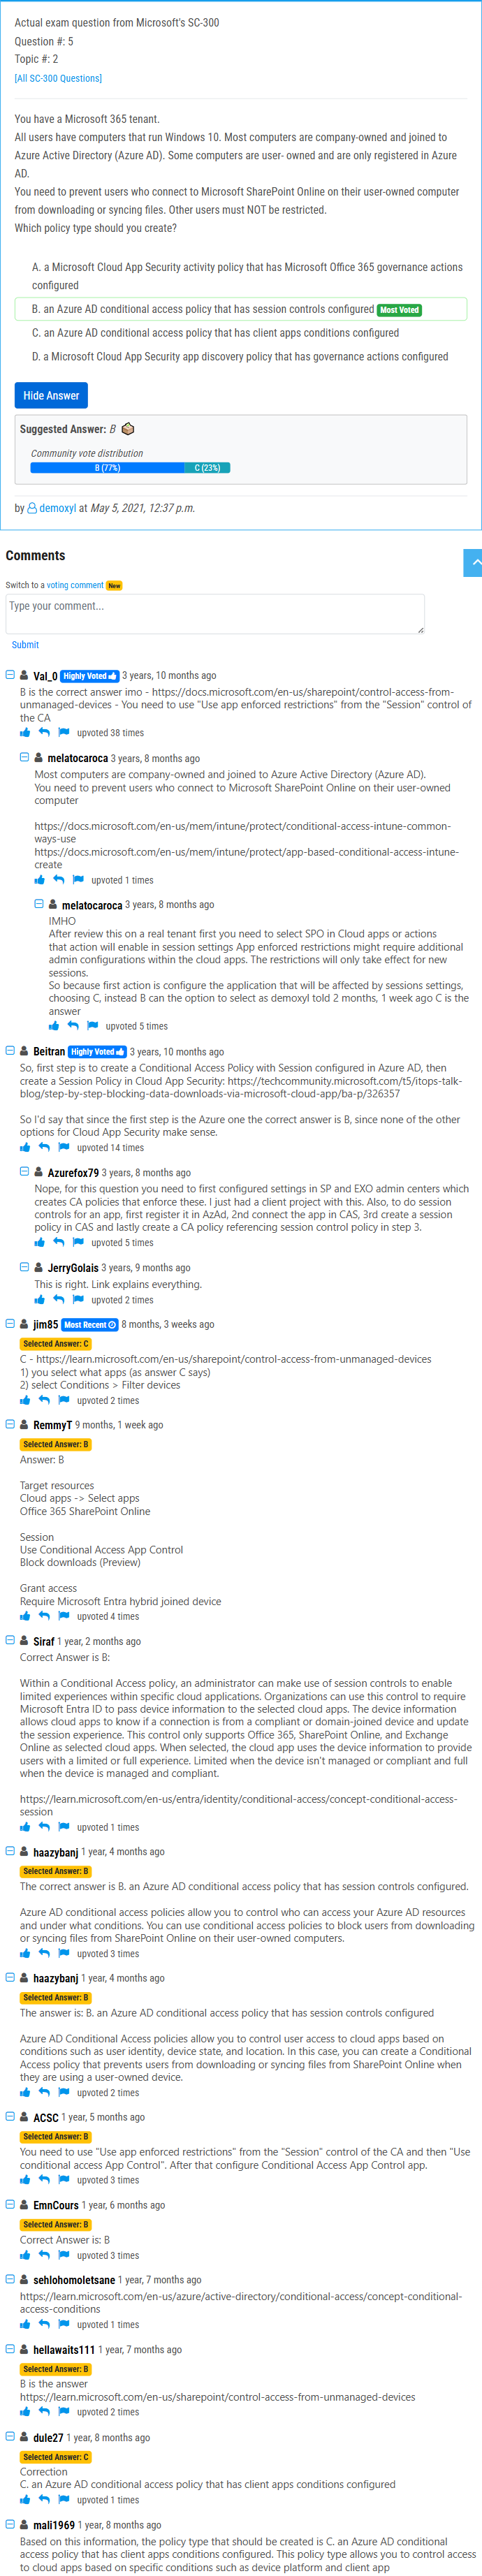 Actual exam question from Microsoft's SC-300
Question #: 5
Topic #: 2
[All SC-300 Questions]
You have a Microsoft 365 tenant.
All users have computers that run Windows 10. Most computers are company-owned and joined to
Azure Active Directory (Azure AD). Some computers are user- owned and are only registered in Azure
AD.
You need to prevent users who connect to Microsoft SharePoint Online on their user-owned computer
from downloading or syncing files. Other users must NOT be restricted.
Which policy type should you create?
A. a Microsoft Cloud App Security activity policy that has Microsoft Office 365 governance actions
configured
B. an Azure AD conditional access policy that has session controls configured Most Voted
C. an Azure AD conditional access policy that has client apps conditions configured
D. a Microsoft Cloud App Security app discovery policy that has governance actions configured
Hide Answer
Suggested Answer: B
Community vote distribution
B (77%) C (23%)
by demoxyl at May 5, 2021, 12:37 p.m.
Comments
Switch to a voting comment New
Type your comment...
Submit
Val_0 Highly Voted 3 years, 10 months ago
B is the correct answer imo - https://docs.microsoft.com/en-us/sharepoint/control-access-from-
unmanaged-devices - You need to use "Use app enforced restrictions" from the "Session" control of
the CA
upvoted 38 times
melatocaroca 3 years, 8 months ago
Most computers are company-owned and joined to Azure Active Directory (Azure AD).
You need to prevent users who connect to Microsoft SharePoint Online on their user-owned
computer
https://docs.microsoft.com/en-us/mem/intune/protect/conditional-access-intune-common-
ways-use
https://docs.microsoft.com/en-us/mem/intune/protect/app-based-conditional-access-intune-
create
upvoted 1 times
melatocaroca 3 years, 8 months ago
IMHO
After review this on a real tenant first you need to select SPO in Cloud apps or actions
that action will enable in session settings App enforced restrictions might require additional
admin configurations within the cloud apps. The restrictions will only take effect for new
sessions.
So because first action is configure the application that will be affected by sessions settings,
choosing C, instead B can the option to select as demoxyl told 2 months, 1 week ago C is the
answer
upvoted 5 times
Beitran Highly Voted 3 years, 10 months ago
So, first step is to create a Conditional Access Policy with Session configured in Azure AD, then
create a Session Policy in Cloud App Security: https://techcommunity.microsoft.com/t5/itops-talk-
blog/step-by-step-blocking-data-downloads-via-microsoft-cloud-app/ba-p/326357
So I'd say that since the first step is the Azure one the correct answer is B, since none of the other
options for Cloud App Security make sense.
upvoted 14 times
Azurefox79 3 years, 8 months ago
Nope, for this question you need to first configured settings in SP and EXO admin centers which
creates CA policies that enforce these. I just had a client project with this. Also, to do session
controls for an app, first register it in AzAd, 2nd connect the app in CAS, 3rd create a session
policy in CAS and lastly create a CA policy referencing session control policy in step 3.
upvoted 5 times
JerryGolais 3 years, 9 months ago
This is right. Link explains everything.
upvoted 2 times
jim85 Most Recent 8 months, 3 weeks ago
Selected Answer: C
C - https://learn.microsoft.com/en-us/sharepoint/control-access-from-unmanaged-devices
1) you select what apps (as answer C says)
2) select Conditions > Filter devices
upvoted 2 times
RemmyT 9 months, 1 week ago
Selected Answer: B
Answer: B
Target resources
Cloud apps -> Select apps
Office 365 SharePoint Online
Session
Use Conditional Access App Control
Block downloads (Preview)
Grant access
Require Microsoft Entra hybrid joined device
upvoted 4 times
Siraf 1 year, 2 months ago
Correct Answer is B:
Within a Conditional Access policy, an administrator can make use of session controls to enable
limited experiences within specific cloud applications. Organizations can use this control to require
Microsoft Entra ID to pass device information to the selected cloud apps. The device information
allows cloud apps to know if a connection is from a compliant or domain-joined device and update
the session experience. This control only supports Office 365, SharePoint Online, and Exchange
Online as selected cloud apps. When selected, the cloud app uses the device information to provide
users with a limited or full experience. Limited when the device isn't managed or compliant and full
when the device is managed and compliant.
https://learn.microsoft.com/en-us/entra/identity/conditional-access/concept-conditional-access-
session
upvoted 1 times
haazybanj 1 year, 4 months ago
Selected Answer: B
The correct answer is B. an Azure AD conditional access policy that has session controls configured.
Azure AD conditional access policies allow you to control who can access your Azure AD resources
and under what conditions. You can use conditional access policies to block users from downloading
or syncing files from SharePoint Online on their user-owned computers.
upvoted 3 times
haazybanj 1 year, 4 months ago
Selected Answer: B
The answer is: B. an Azure AD conditional access policy that has session controls configured
Azure AD Conditional Access policies allow you to control user access to cloud apps based on
conditions such as user identity, device state, and location. In this case, you can create a Conditional
Access policy that prevents users from downloading or syncing files from SharePoint Online when
they are using a user-owned device.
upvoted 2 times
ACSC 1 year, 5 months ago
Selected Answer: B
You need to use "Use app enforced restrictions" from the "Session" control of the CA and then "Use
conditional access App Control". After that configure Conditional Access App Control app.
upvoted 3 times
EmnCours 1 year, 6 months ago
Selected Answer: B
Correct Answer is: B
upvoted 3 times
sehlohomoletsane 1 year, 7 months ago
https://learn.microsoft.com/en-us/azure/active-directory/conditional-access/concept-conditional-
access-conditions
upvoted 1 times
hellawaits111 1 year, 7 months ago
Selected Answer: B
B is the answer
https://learn.microsoft.com/en-us/sharepoint/control-access-from-unmanaged-devices
upvoted 2 times
dule27 1 year, 8 months ago
Selected Answer: C
Correction
C. an Azure AD conditional access policy that has client apps conditions configured
upvoted 1 times
mali1969 1 year, 8 months ago
Based on this information, the policy type that should be created is C. an Azure AD conditional
access policy that has client apps conditions configured. This policy type allows you to control access
to cloud apps based on specific conditions such as device platform and client app